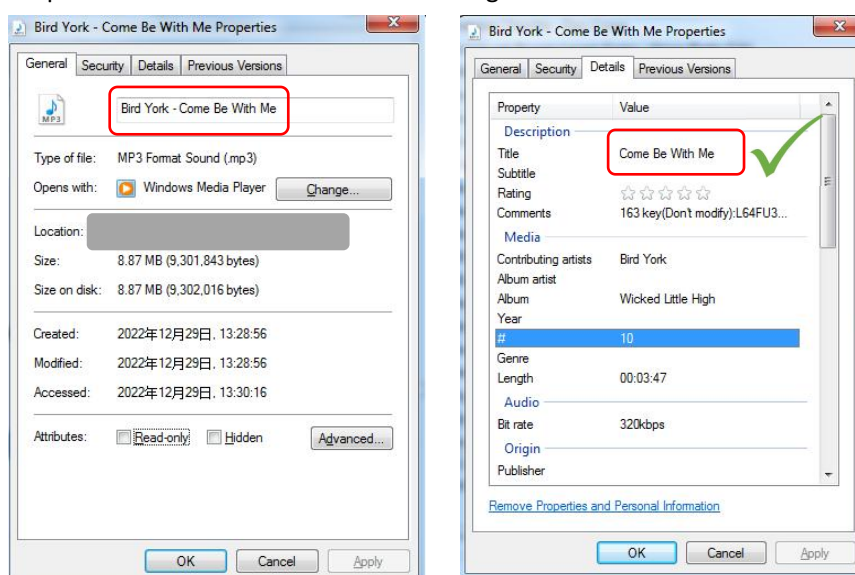 Bird York - Come Be With Me Properties
General Security Details Previous Versions
MP3
Bird York - Come Be With Me
Type of file: MP3 Format Sound (.mp3)
Opens with: Windows Media Player Change...
Location:
Size: 8.87 MB (9,301,843 bytes)
Size on disk: 8.87 MB (9,302,016 bytes)
Created: 2022年12月29日, 13:28:56
Modified: 2022年12月29日, 13:28:56
Accessed: 2022年12月29日, 13:30:16
Attributes: Read-only Hidden Advanced...
OK Cancel Apply
Bird York - Come Be With Me Properties
General Security Details Previous Versions
Property Value
Description
Title Come Be With Me
Subtitle
Rating
Comments 163 key(Don't modify):L64FU3...
Media
Contributing artists Bird York
Album artist
Album Wicked Little High
Year
# 10
Genre
Length 00:03:47
Audio
Bit rate 320kbps
Origin
Publisher
Remove Properties and Personal Information
OK Cancel Apply